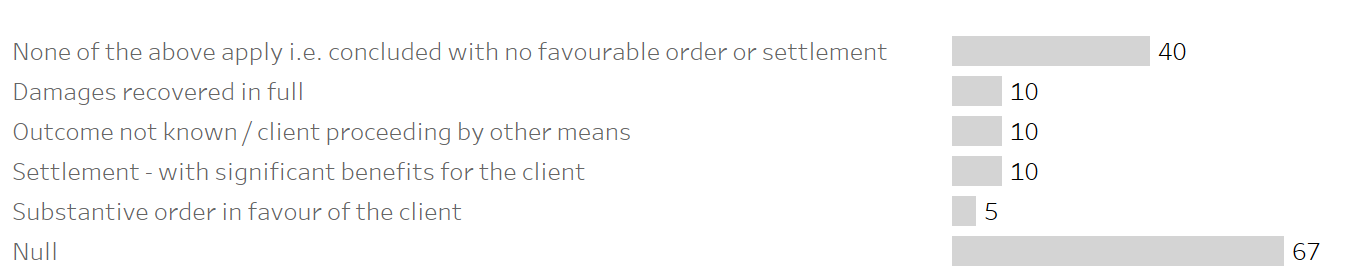 None of the above apply i.e. concluded with no favourable order or settlement 40
Damages recovered in full 10
Outcome not known / client proceeding by other means 10
Settlement - with significant benefits for the client 10
Substantive order in favour of the client 5
Null 67